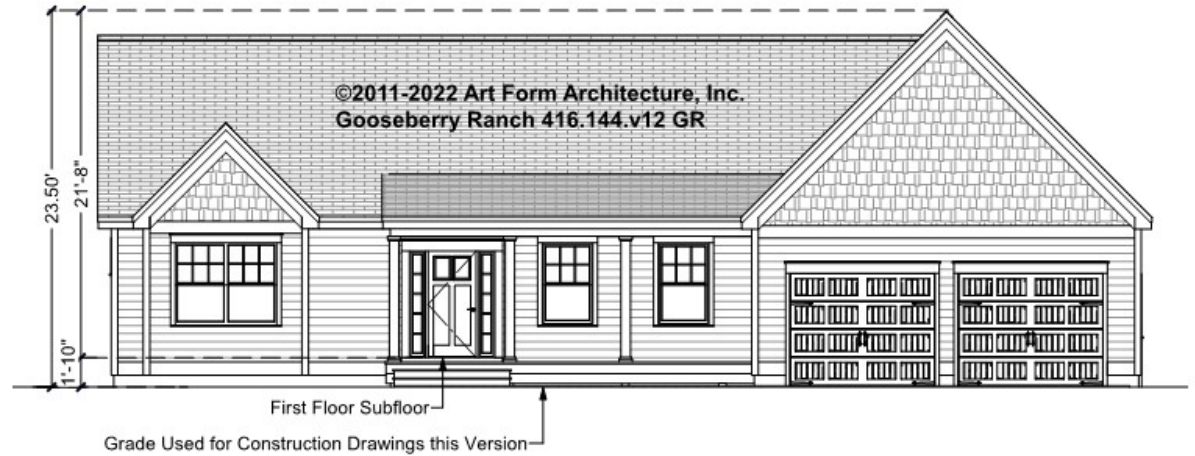 ©2011-2022 Art Form Architecture, Inc.
Gooseberry Ranch 416.144.v12 GR
23.50'
21'-8"
1'-10"
First Floor Subfloor
Grade Used for Construction Drawings this Version